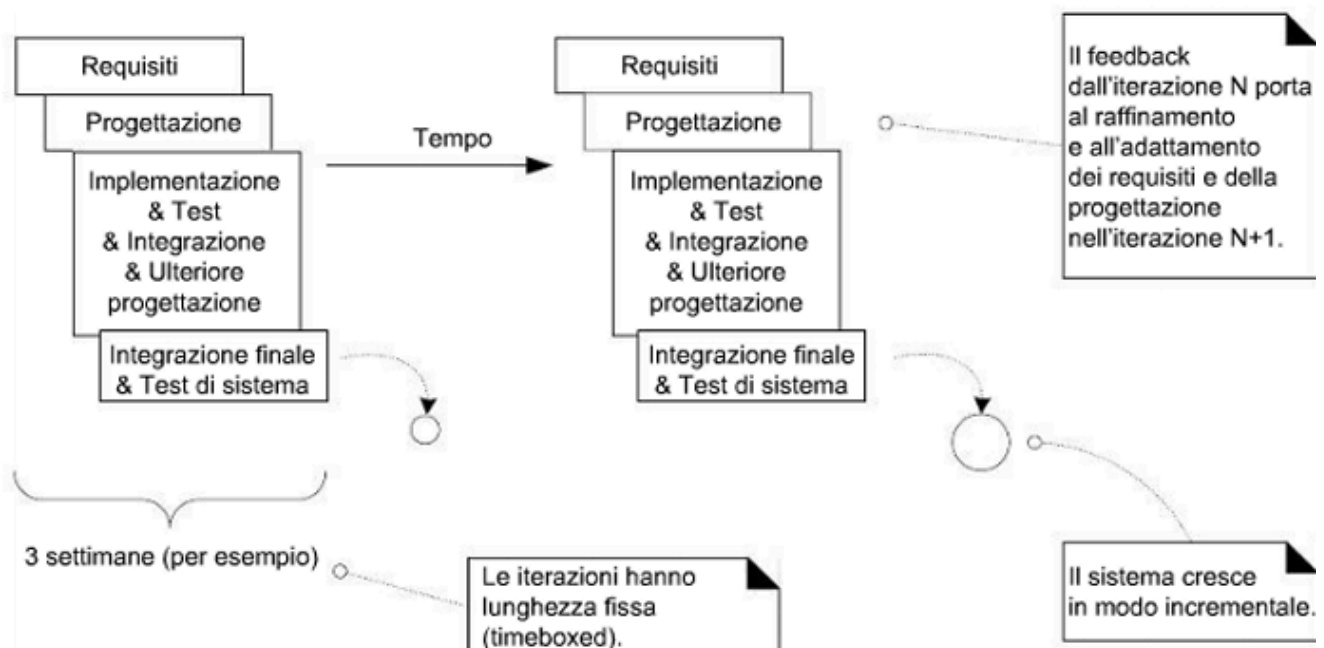 Requisiti
Progettazione
Implementazione
& Test
& Integrazione
& Ulteriore
progettazione
Integrazione finale
& Test di sistema
Tempo
Requisiti
Progettazione
Implementazione
& Test
& Integrazione
& Ulteriore
progettazione
Integrazione finale
& Test di sistema
Il feedback
dall'iterazione N porta
al raffinamento
e all'adattamento
dei requisiti e della
progettazione
nell'iterazione N+1.
3 settimane (per esempio)
Le iterazioni hanno
lunghezza fissa
(timeboxed).
Il sistema cresce
in modo incrementale.